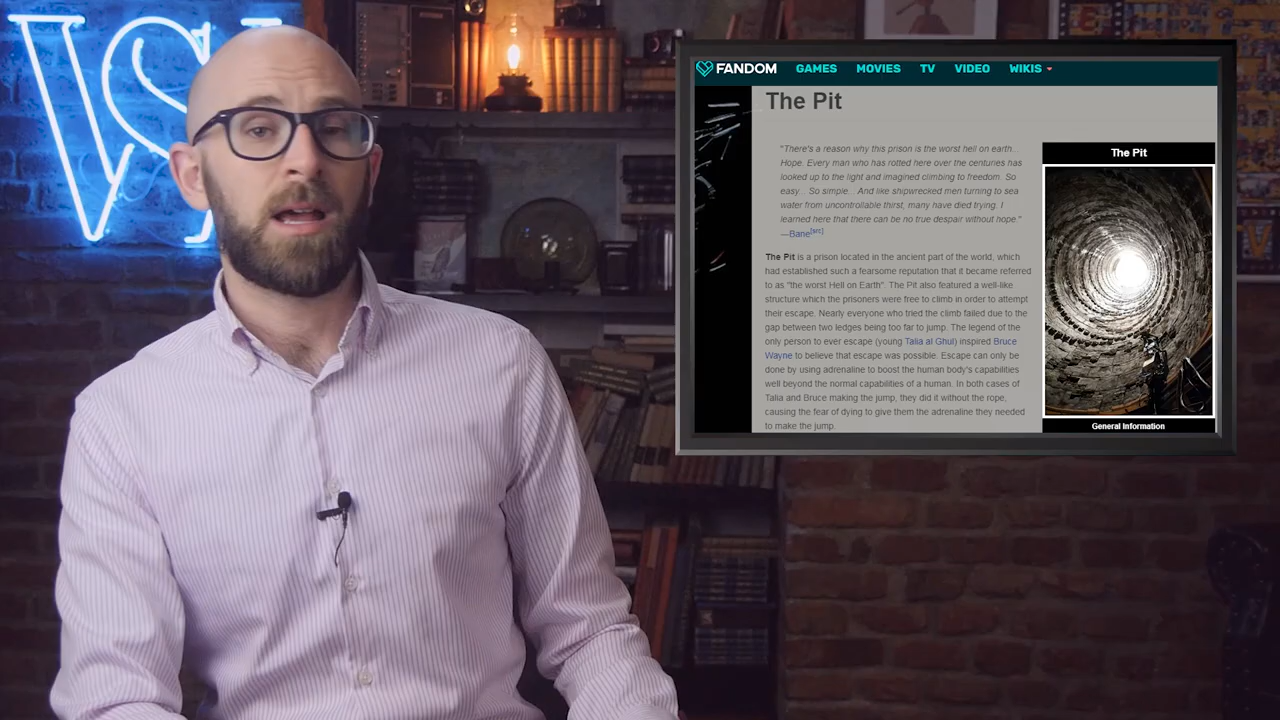 VS
FANDOM GAMES MOVIES TV VIDEO WIKIS
The Pit
"There's a reason why this prison is the worst hell on earth...
Hope. Every man who has rotted here over the centuries has
looked up to the light and imagined climbing to freedom. So
easy... So simple... And like shipwrecked men turning to sea
water from uncontrollable thirst, many have died trying. I
learned here that there can be no true despair without hope."
—Bane[src]
The Pit is a prison located in the ancient part of the world, which
had established such a fearsome reputation that it became referred
to as "the worst Hell on Earth". The Pit also featured a well-like
structure which the prisoners were free to climb in order to attempt
their escape. Nearly everyone who tried the climb failed due to the
gap between two ledges being too far to jump. The legend of the
only person to ever escape (young Talia al Ghul) inspired Bruce
Wayne to believe that escape was possible. Escape can only be
done by using adrenaline to boost the human body's capabilities
well beyond the normal capabilities of a human. In both cases of
Talia and Bruce making the jump, they did it without the rope,
causing the fear of dying to give them the adrenaline they needed
to make the jump.
The Pit
General Information